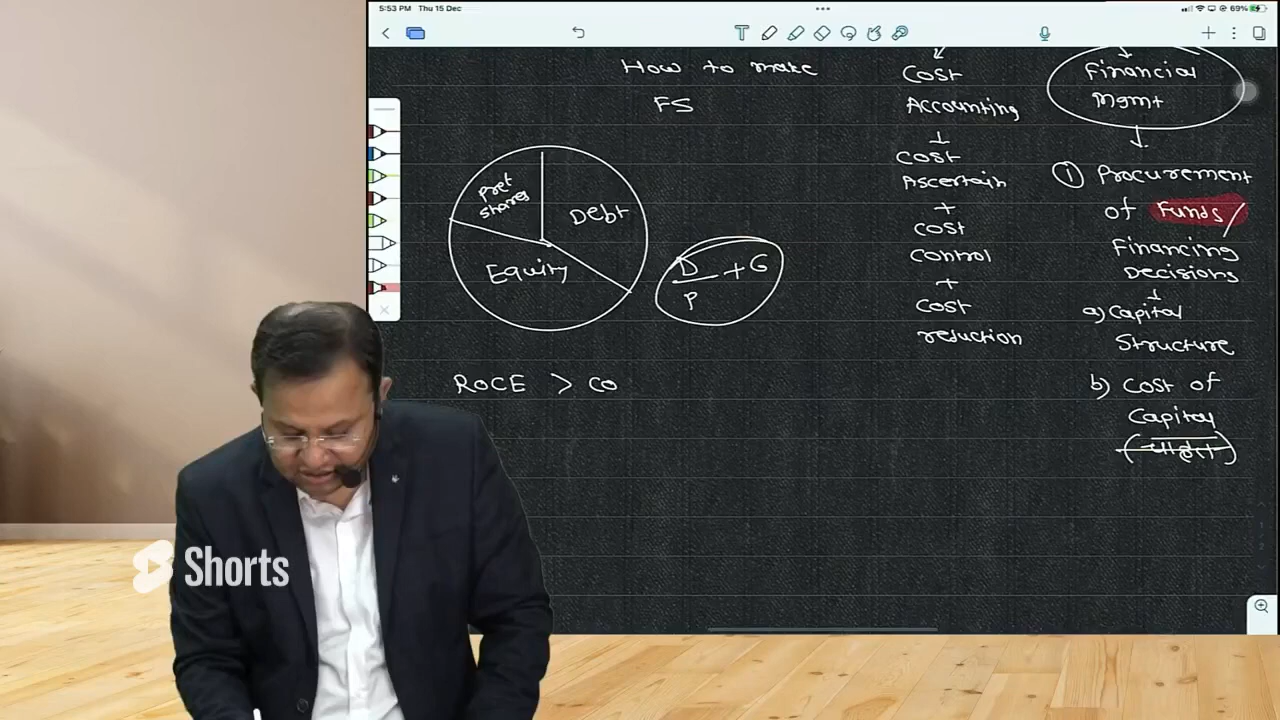 5:53 PM Thu 15 Dec
69%
How to make
FS
Pref
shares
Debt
Equity
D
P
+ G
ROCE > CO
Cost
Accounting
Cost
Ascertain
+
Cost
Control
+
Cost
reduction
Financial
Mgmt
① Procurement
of Funds/
Financing
Decisions
a) Capital
Structure
b) Cost of
Capital
Shorts